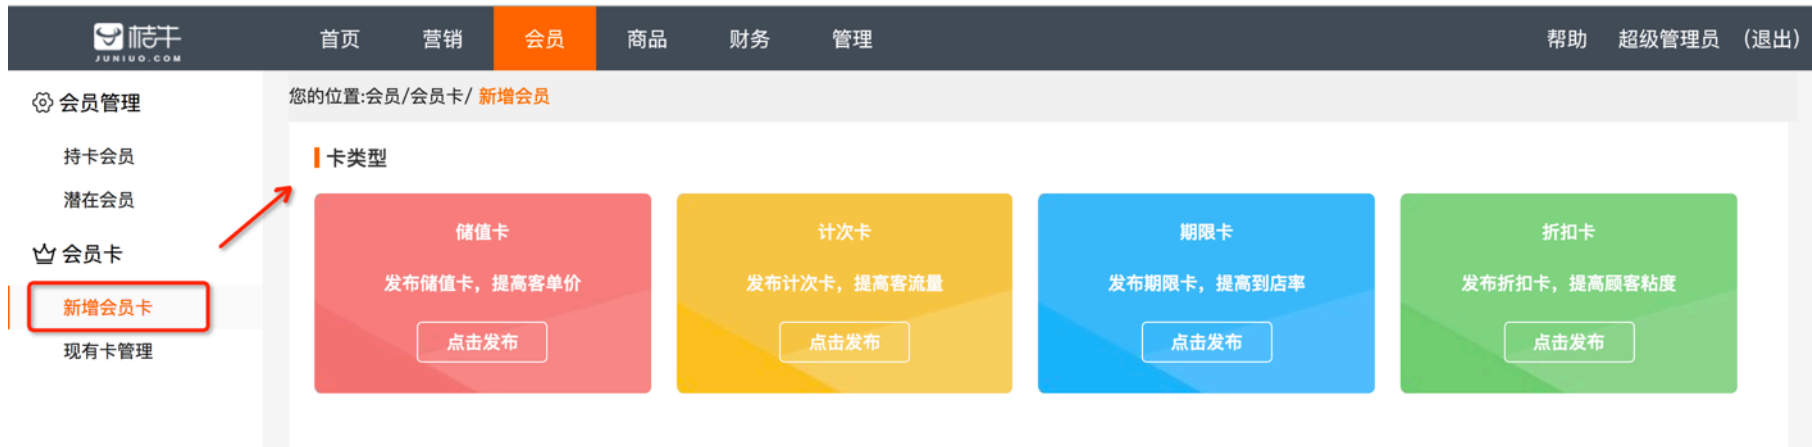 桔牛
JUNIUO.COM
首页 营销 会员 商品 财务 管理 帮助 超级管理员 (退出)
会员管理
持卡会员
潜在会员
会员卡
新增会员卡
现有卡管理
您的位置:会员/会员卡/ 新增会员
卡类型
储值卡
发布储值卡，提高客单价
点击发布
计次卡
发布计次卡，提高客流量
点击发布
期限卡
发布期限卡，提高到店率
点击发布
折扣卡
发布折扣卡，提高顾客粘度
点击发布